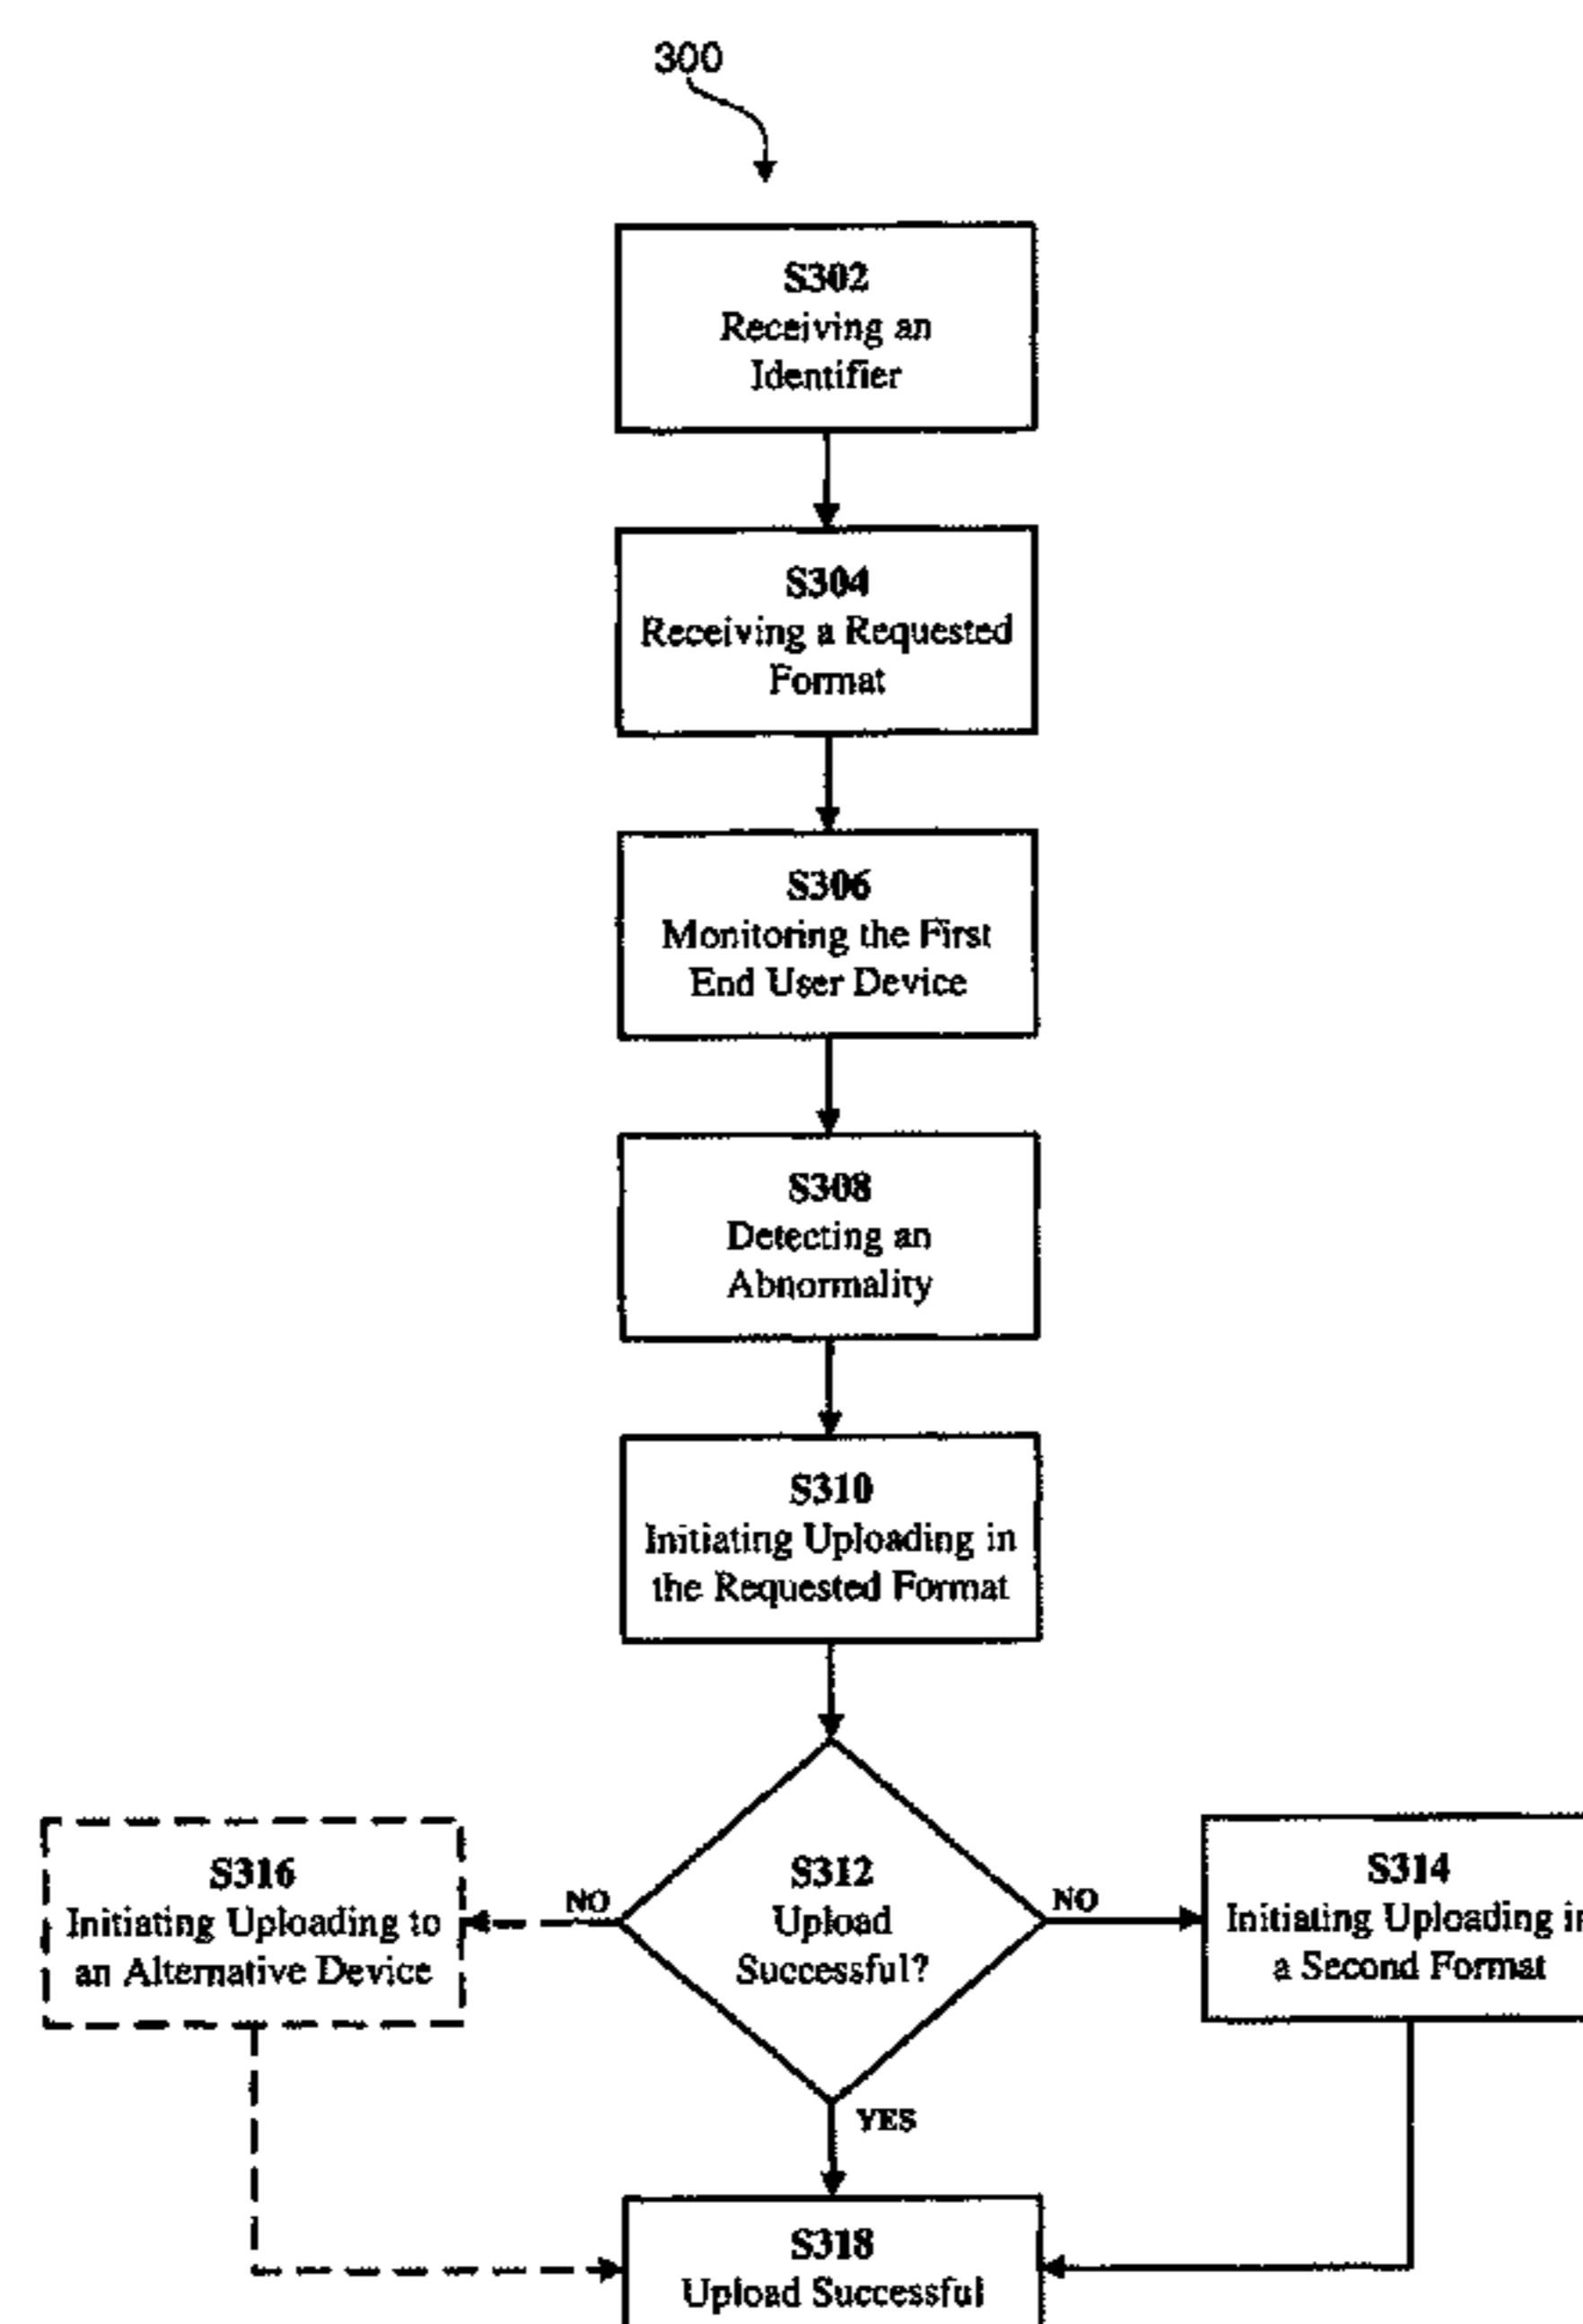 300
S302
Receiving an
Identifier
S304
Receiving a Requested
Format
S306
Monitoring the First
End User Device
S308
Detecting an
Abnormality
S310
Initiating Uploading in
the Requested Format
S316
Initiating Uploading to
an Alternative Device
NO
S312
Upload
Successful?
NO
S314
Initiating Uploading in
a Second Format
YES
S318
Upload Successful